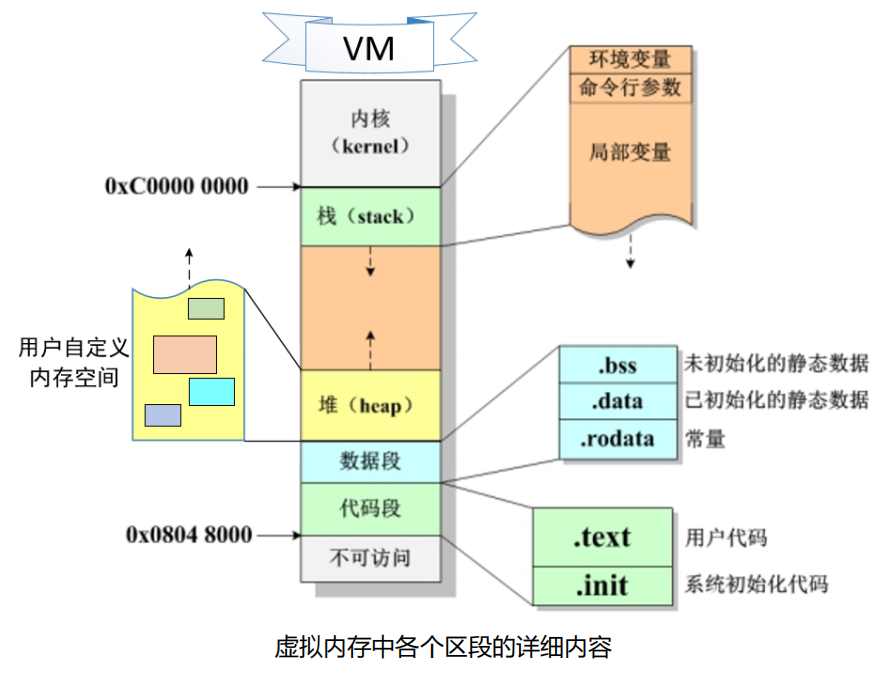 VM
内核
（kernel）
0xC0000 0000
栈（stack）
环境变量
命令行参数
局部变量
用户自定义
内存空间
堆（heap）
数据段
代码段
0x0804 8000
不可访问
.bss
未初始化的静态数据
.data
已初始化的静态数据
.rodata
常量
.text
用户代码
.init
系统初始化代码
虚拟内存中各个区段的详细内容